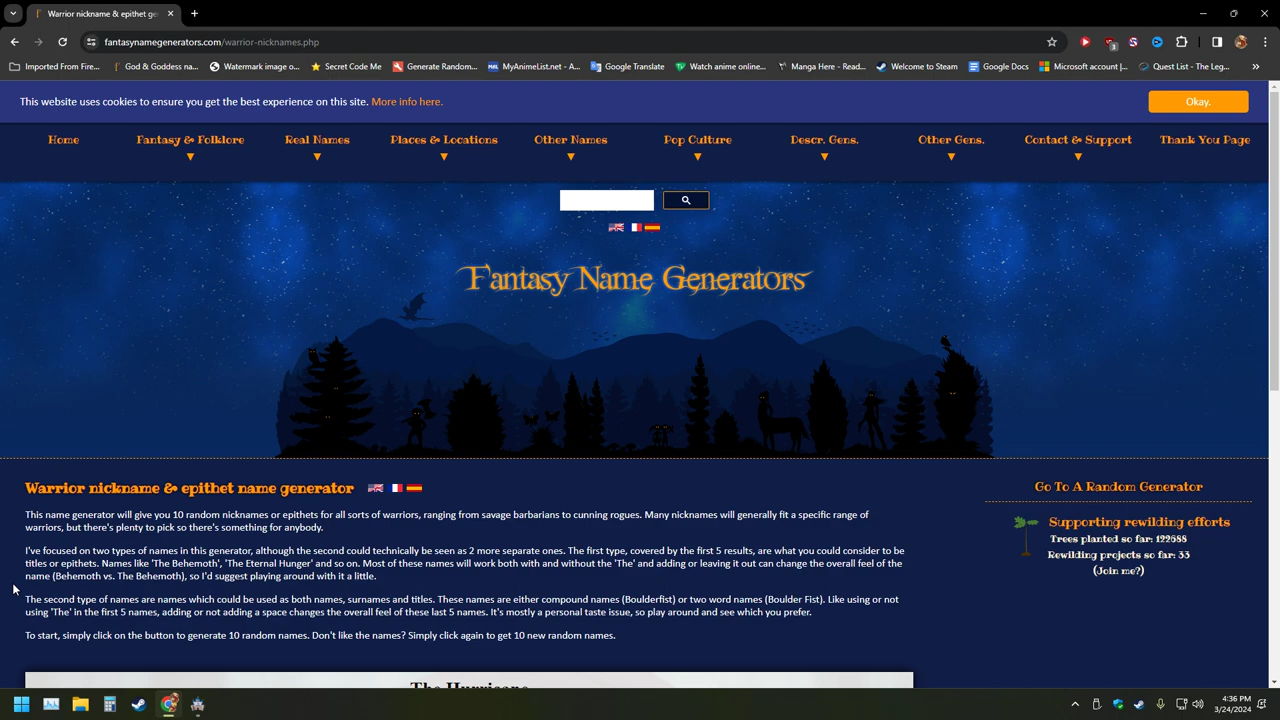 Warrior nickname & epithet ge
fantasynamegenerators.com/warrior-nicknames.php
3
Imported From Fire...
God & Goddess na...
Watermark image o...
Secret Code Me
Generate Random...
MyAnimeList.net - A...
Google Translate
Watch anime online...
Manga Here - Read...
Welcome to Steam
Google Docs
Microsoft account |...
Quest List - The Leg...
This website uses cookies to ensure you get the best experience on this site. More info here.
Okay.
Home
Fantasy & Folklore
Real Names
Places & Locations
Other Names
Pop Culture
Descr. Gens.
Other Gens.
Contact & Support
Thank You Page
Fantasy Name Generators
Warrior nickname & epithet name generator
This name generator will give you 10 random nicknames or epithets for all sorts of warriors, ranging from savage barbarians to cunning rogues. Many nicknames will generally fit a specific range of
warriors, but there's plenty to pick so there's something for anybody.
I've focused on two types of names in this generator, although the second could technically be seen as 2 more separate ones. The first type, covered by the first 5 results, are what you could consider to be
titles or epithets. Names like 'The Behemoth', 'The Eternal Hunger' and so on. Most of these names will work both with and without the 'The' and adding or leaving it out can change the overall feel of the
name (Behemoth vs. The Behemoth), so I'd suggest playing around with it a little.
The second type of names are names which could be used as both names, surnames and titles. These names are either compound names (Boulderfist) or two word names (Boulder Fist). Like using or not
using 'The' in the first 5 names, adding or not adding a space changes the overall feel of these last 5 names. It's mostly a personal taste issue, so play around and see which you prefer.
To start, simply click on the button to generate 10 random names. Don't like the names? Simply click again to get 10 new random names.
The Hurricane
Go To A Random Generator
Supporting rewilding efforts
Trees planted so far: 122688
Rewilding projects so far: 33
(Join me?)
4:36 PM
3/24/2024